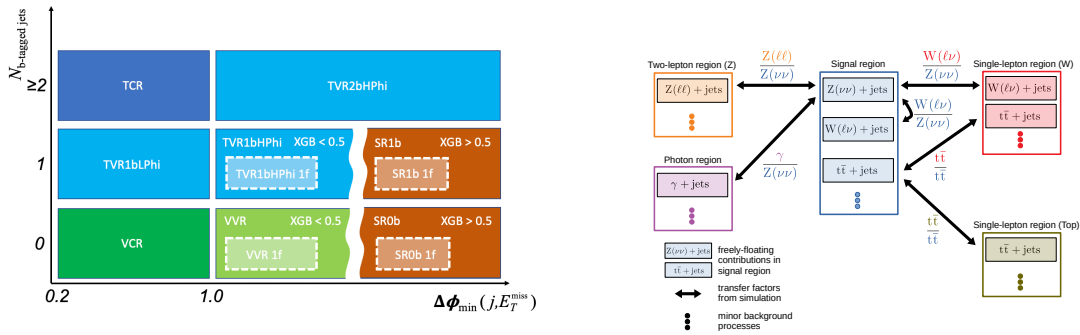 N_b-tagged jets
≥2
1
0
TCR
TVR2bHPhi
TVR1bLPhi
TVR1bHPhi XGB < 0.5
TVR1bHPhi 1f
SR1b XGB > 0.5
SR1b 1f
VCR
VVR XGB < 0.5
VVR 1f
SR0b XGB > 0.5
SR0b 1f
0.2
1.0
Δϕ_min(j,E_T^miss)
Two-lepton region (Z)
Z(ℓℓ) + jets
Z(ℓℓ)
Z(νν)
Signal region
Z(νν) + jets
W(ℓν) + jets
tt̄ + jets
W(ℓν)
Z(νν)
W(ℓν)
Z(νν)
Single-lepton region (W)
W(ℓν) + jets
tt̄ + jets
Photon region
γ + jets
γ
Z(νν)
tt̄
tt̄
tt̄
tt̄
Single-lepton region (Top)
tt̄ + jets
Z(νν) + jets
tt̄ + jets
freely-floating
contributions in
signal region
transfer factors
from simulation
minor background
processes